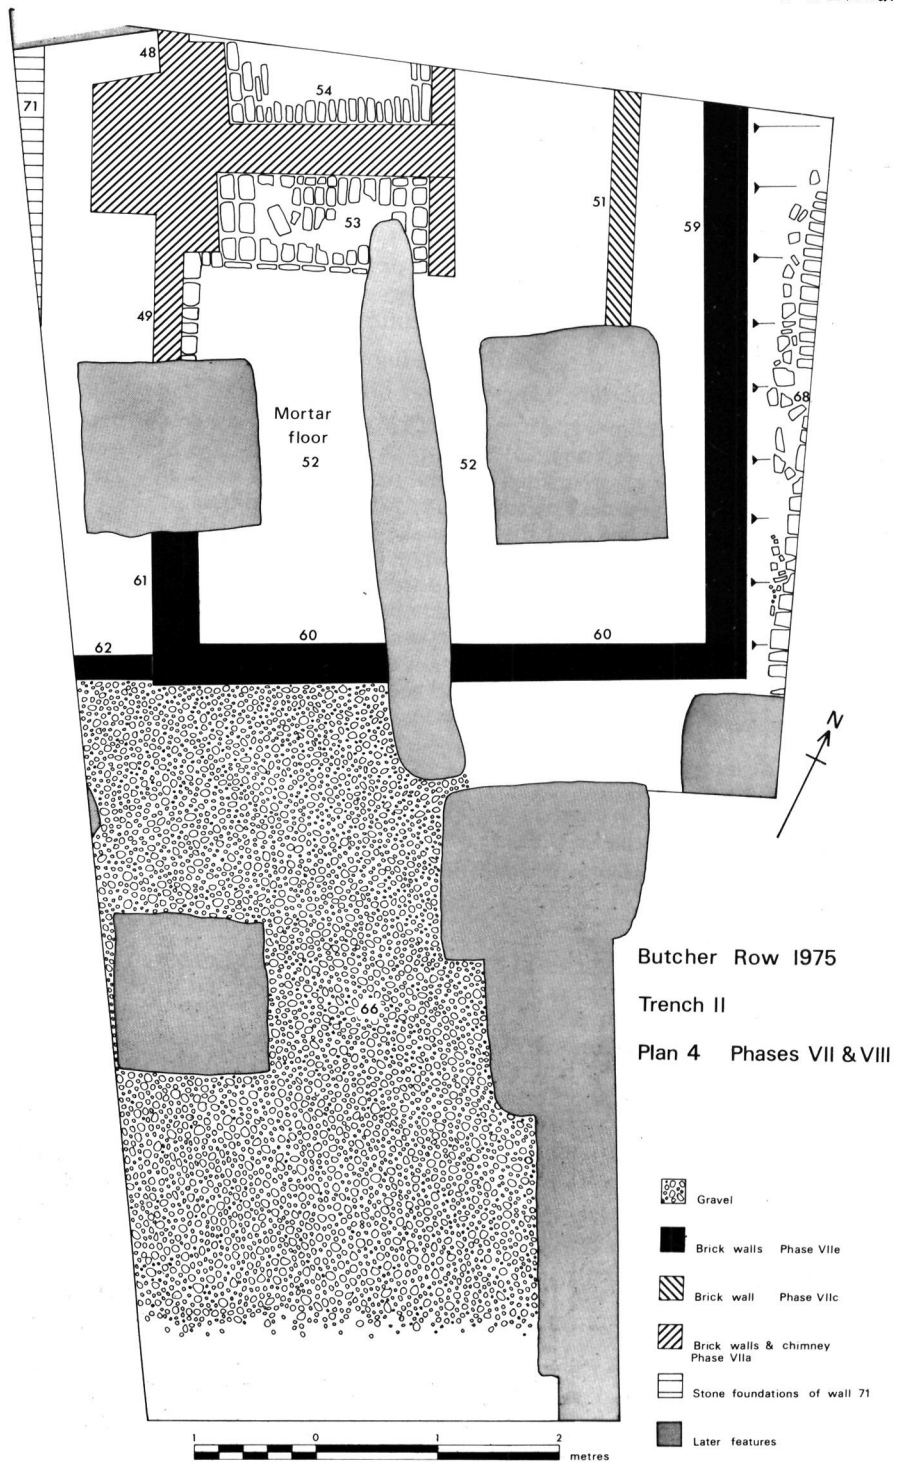 48
54
71
51
53
59
49
68
Mortar
floor
52
52
61
60
60
62
N
Butcher Row 1975
Trench II
66
Plan 4 Phases VII & VIII
Gravel
Brick walls Phase VIIe
Brick wall Phase VIIc
Brick walls & chimney
Phase VIIa
Stone foundations of wall 71
Later features
1 0 1 2
metres